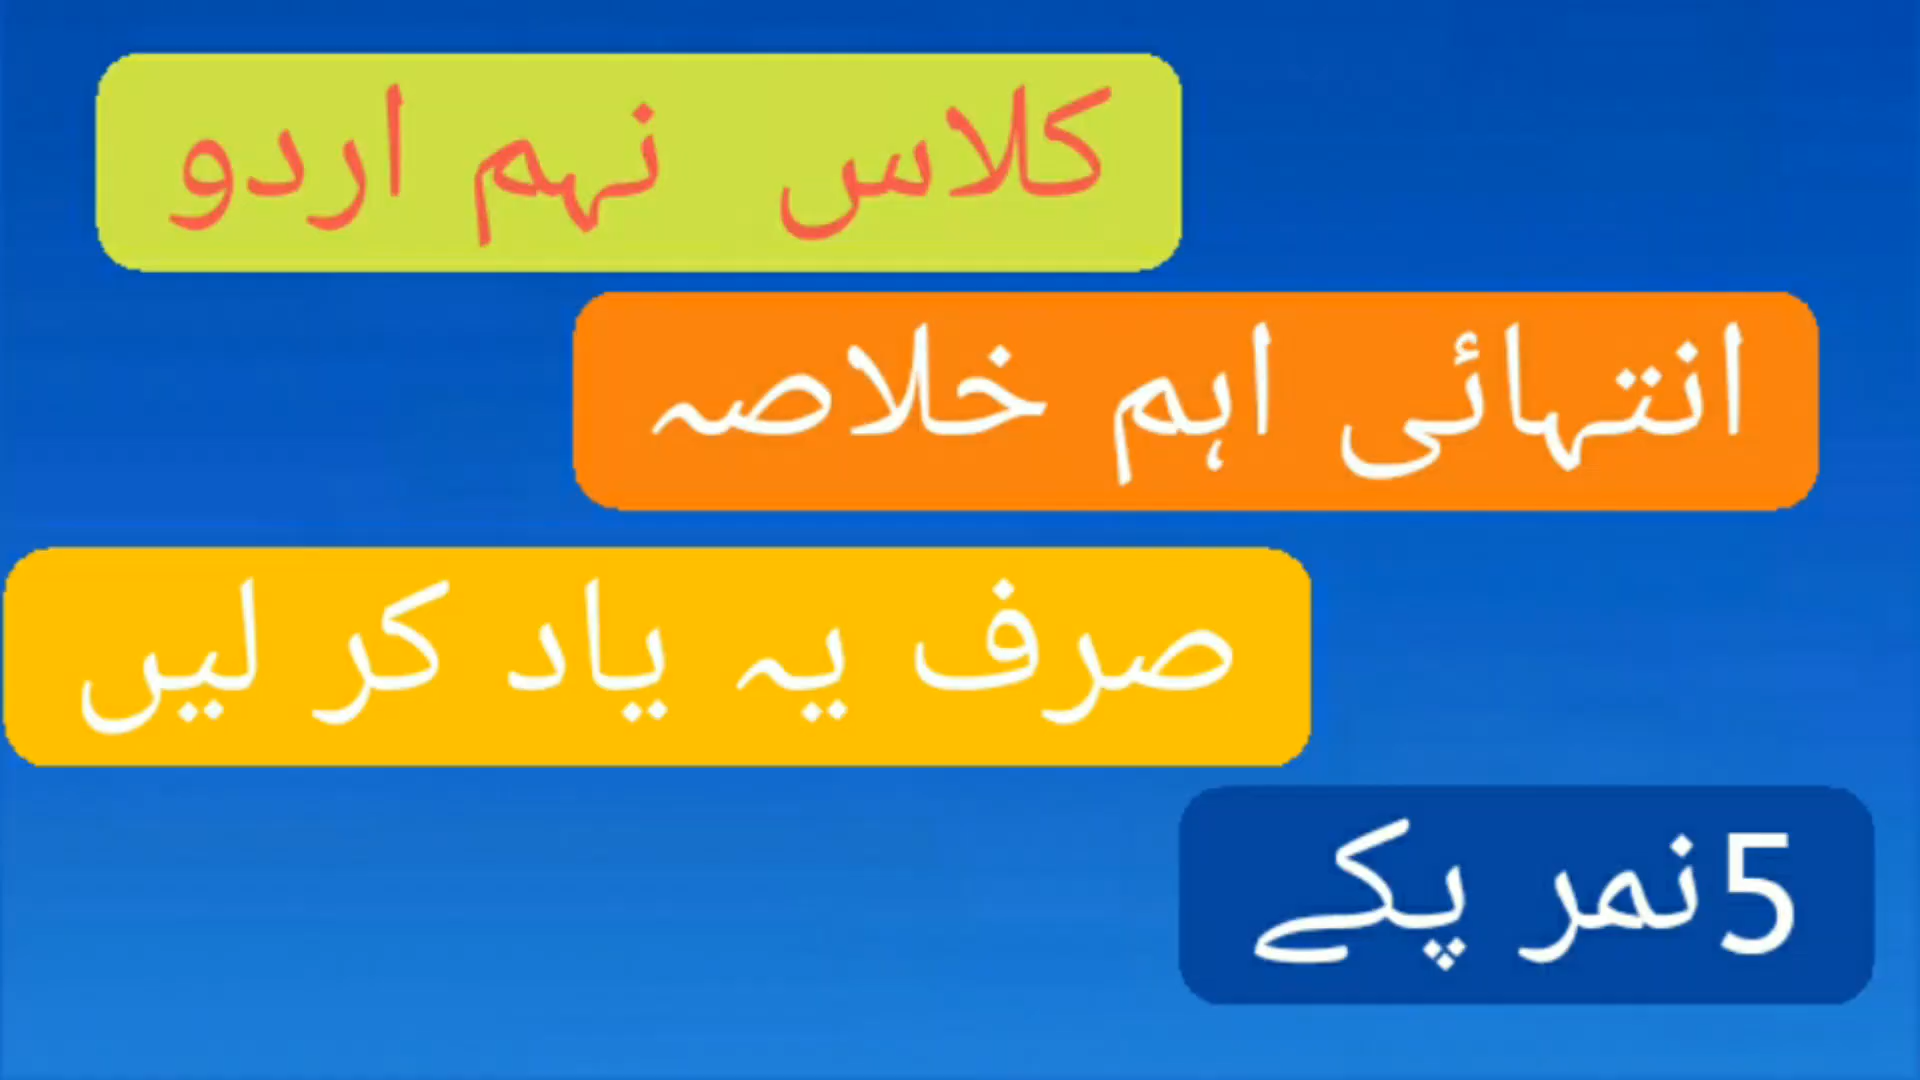 کلاس نہم اردو
انتہائی اہم خلاصہ
صرف یہ یاد کر لیں
5نمر پکے